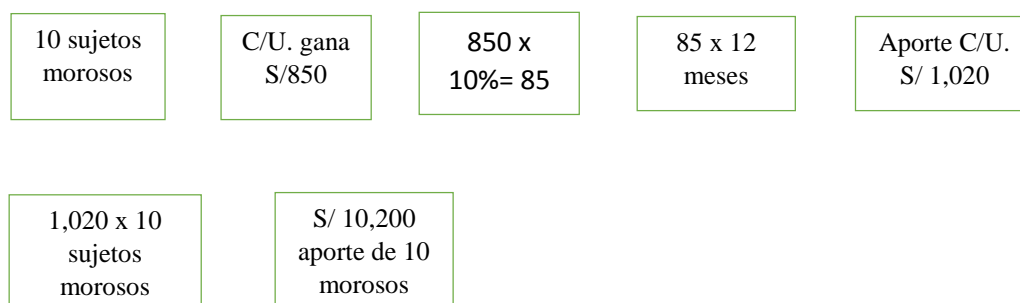 10 sujetos
morosos
C/U. gana
S/850
850 x
10%= 85
85 x 12
meses
Aporte C/U.
S/ 1,020
1,020 x 10
sujetos
morosos
S/ 10,200
aporte de 10
morosos